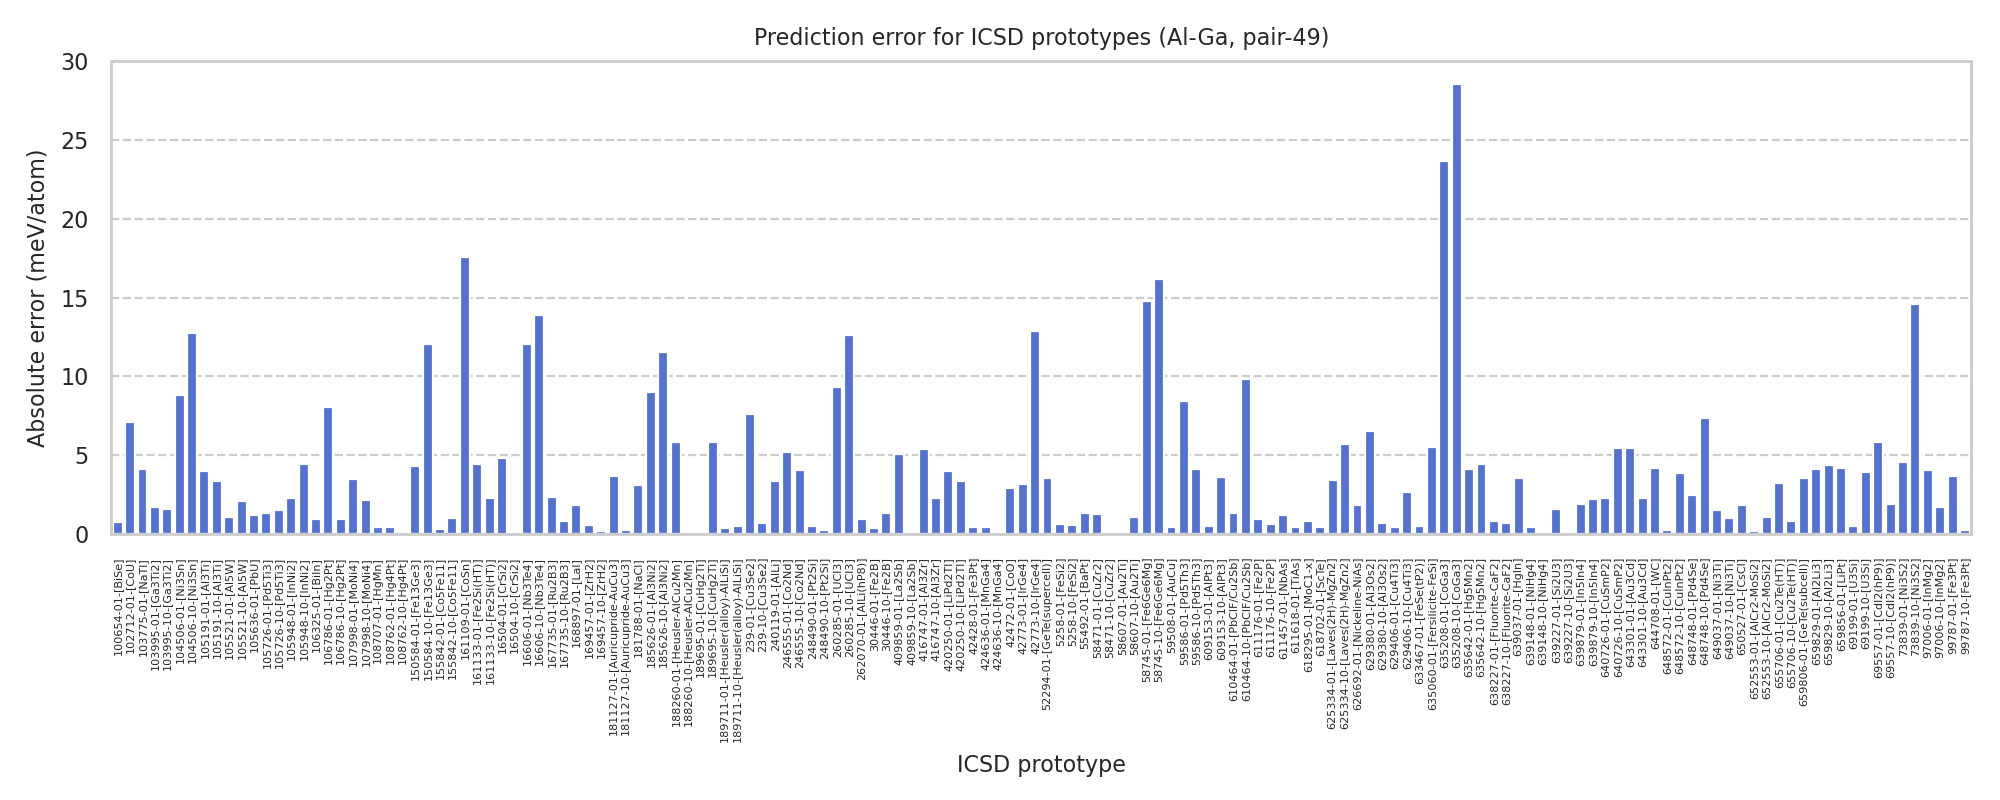 Prediction error for ICSD prototypes (Al-Ga, pair-49)
Absolute error (meV/atom)
30
25
20
15
10
5
0
100654-01-[BiSe]
102712-01-[CoU]
103775-01-[NaTl]
103995-01-[Ga3Ti2]
103995-10-[Ga3Ti2]
104506-01-[Ni3Sn]
104506-10-[Ni3Sn]
105191-01-[Al3Ti]
105191-10-[Al3Ti]
105521-01-[Al5W]
105521-10-[Al5W]
105636-01-[PbU]
105726-01-[Pd5Ti3]
105726-10-[Pd5Ti3]
105948-01-[InNi2]
105948-10-[InNi2]
106325-01-[BiIn]
106786-01-[Hg2Pt]
106786-10-[Hg2Pt]
107998-01-[MoNi4]
107998-10-[MoNi4]
108707-01-[HgMn]
108762-01-[Hg4Pt]
108762-10-[Hg4Pt]
150584-01-[Fe13Ge3]
150584-10-[Fe13Ge3]
155842-01-[Co5Fe11]
155842-10-[Co5Fe11]
161109-01-[CoSn]
161133-01-[Fe2Si(HT)]
161133-10-[Fe2Si(HT)]
16504-01-[CrSi2]
16504-10-[CrSi2]
16606-01-[Nb3Te4]
16606-10-[Nb3Te4]
167735-01-[Ru2B3]
167735-10-[Ru2B3]
168897-01-[LaI]
169457-01-[ZrH2]
169457-10-[ZrH2]
181127-01-[Auricupride-AuCu3]
181127-10-[Auricupride-AuCu3]
181788-01-[NaCl]
185626-01-[Al3Ni2]
185626-10-[Al3Ni2]
188260-01-[Heusler-AlCu2Mn]
188260-10-[Heusler-AlCu2Mn]
189695-01-[CuHg2Ti]
189695-10-[CuHg2Ti]
189711-01-[Heusler(alloy)-AlLiSi]
189711-10-[Heusler(alloy)-AlLiSi]
239-01-[Cu3Se2]
239-10-[Cu3Se2]
240119-01-[AlLi]
246555-01-[Co2Nd]
246555-10-[Co2Nd]
248490-01-[Pt2Si]
248490-10-[Pt2Si]
260285-01-[UCl3]
260285-10-[UCl3]
262070-01-[AlLi(hP8)]
30446-01-[Fe2B]
30446-10-[Fe2B]
409859-01-[La2Sb]
409859-10-[La2Sb]
416747-01-[Al3Zr]
416747-10-[Al3Zr]
420250-01-[LiPd2Tl]
420250-10-[LiPd2Tl]
42428-01-[Fe3Pt]
424636-01-[MnGa4]
424636-10-[MnGa4]
42472-01-[CoO]
42773-01-[IrGe4]
42773-10-[IrGe4]
52294-01-[GeTe(supercell)]
5258-01-[FeSi2]
5258-10-[FeSi2]
55492-01-[BaPt]
58471-01-[CuZr2]
58471-10-[CuZr2]
58607-01-[Au2Ti]
58607-10-[Au2Ti]
58745-01-[Fe6Ge6Mg]
58745-10-[Fe6Ge6Mg]
59508-01-[AuCu]
59586-01-[Pd5Th3]
59586-10-[Pd5Th3]
609153-01-[AlPt3]
609153-10-[AlPt3]
610464-01-[PbClF/Cu2Sb]
610464-10-[PbClF/Cu2Sb]
611176-01-[Fe2P]
611176-10-[Fe2P]
611457-01-[NbAs]
611618-01-[TiAs]
618295-01-[MoC1-x]
618702-01-[ScTe]
625334-01-[Laves(2H)-MgZn2]
625334-10-[Laves(2H)-MgZn2]
626692-01-[Nickeline-NiAs]
629380-01-[Al3Os2]
629380-10-[Al3Os2]
629406-01-[Cu4Ti3]
629406-10-[Cu4Ti3]
633467-01-[FeSe(tP2)]
635060-01-[Fersilicite-FeSi]
635208-01-[CoGa3]
635208-10-[CoGa3]
635642-01-[Hg5Mn2]
635642-10-[Hg5Mn2]
638227-01-[Fluorite-CaF2]
638227-10-[Fluorite-CaF2]
639037-01-[HgIn]
639148-01-[NiHg4]
639148-10-[NiHg4]
639227-01-[Si2U3]
639227-10-[Si2U3]
639879-01-[In5In4]
639879-10-[In5In4]
640726-01-[CuSmP2]
640726-10-[CuSmP2]
643301-01-[Au3Cd]
643301-10-[Au3Cd]
644708-01-[WC]
648572-01-[CuInPt2]
648572-10-[CuInPt2]
648748-01-[Pd4Se]
648748-10-[Pd4Se]
649037-01-[Ni3Ti]
649037-10-[Ni3Ti]
650527-01-[CsCl]
652553-01-[AlCr2-MoSi2]
652553-10-[AlCr2-MoSi2]
655706-01-[Cu2Te(HT)]
655706-10-[Cu2Te(HT)]
659806-01-[GeTe(subcell)]
659829-01-[Al2Li3]
659829-10-[Al2Li3]
659856-01-[LiPt]
69199-01-[U3Si]
69199-10-[U3Si]
69557-01-[CdI2(hP9)]
69557-10-[CdI2(hP9)]
73839-01-[Ni3S2]
73839-10-[Ni3S2]
97006-01-[InMg2]
97006-10-[InMg2]
99787-01-[Fe3Pt]
99787-10-[Fe3Pt]
ICSD prototype